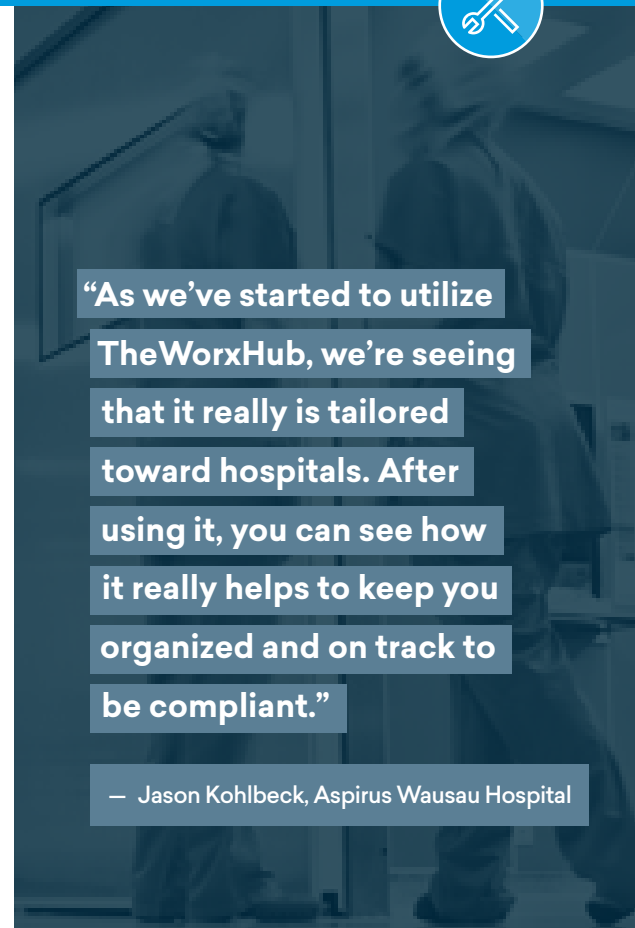 “As we’ve started to utilize
TheWorxHub, we’re seeing
that it really is tailored
toward hospitals. After
using it, you can see how
it really helps to keep you
organized and on track to
be compliant.”
— Jason Kohlbeck, Aspirus Wausau Hospital